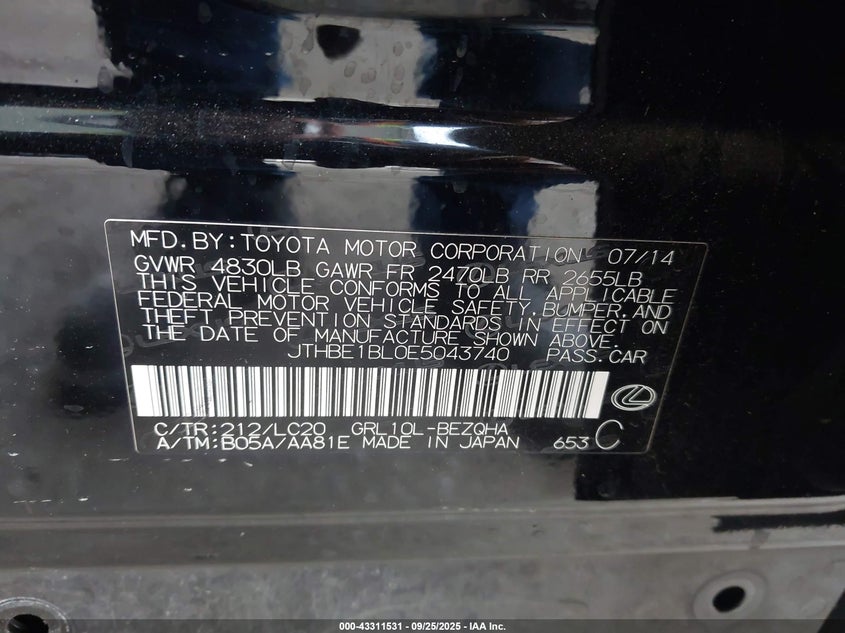 MFD.BY:TOYOTA MOTOR CORPORATION 07/14
GVWR 4830LB GAWR FR 2470LB RR 2655LB
THIS VEHICLE CONFORMS TO ALL APPLICABLE
FEDERAL MOTOR VEHICLE SAFETY,BUMPER,AND
THEFT PREVENTION STANDARDS IN EFFECT ON
THE DATE OF MANUFACTURE SHOWN ABOVE.
JTHBE1BL0E5043740 PASS.CAR
C/TR:212/LC20 GRL10L-BEZQHA
A/TM:B05A/AA81E MADE IN JAPAN 653 C
000-43311531 - 09/25/2025 - IAA Inc.